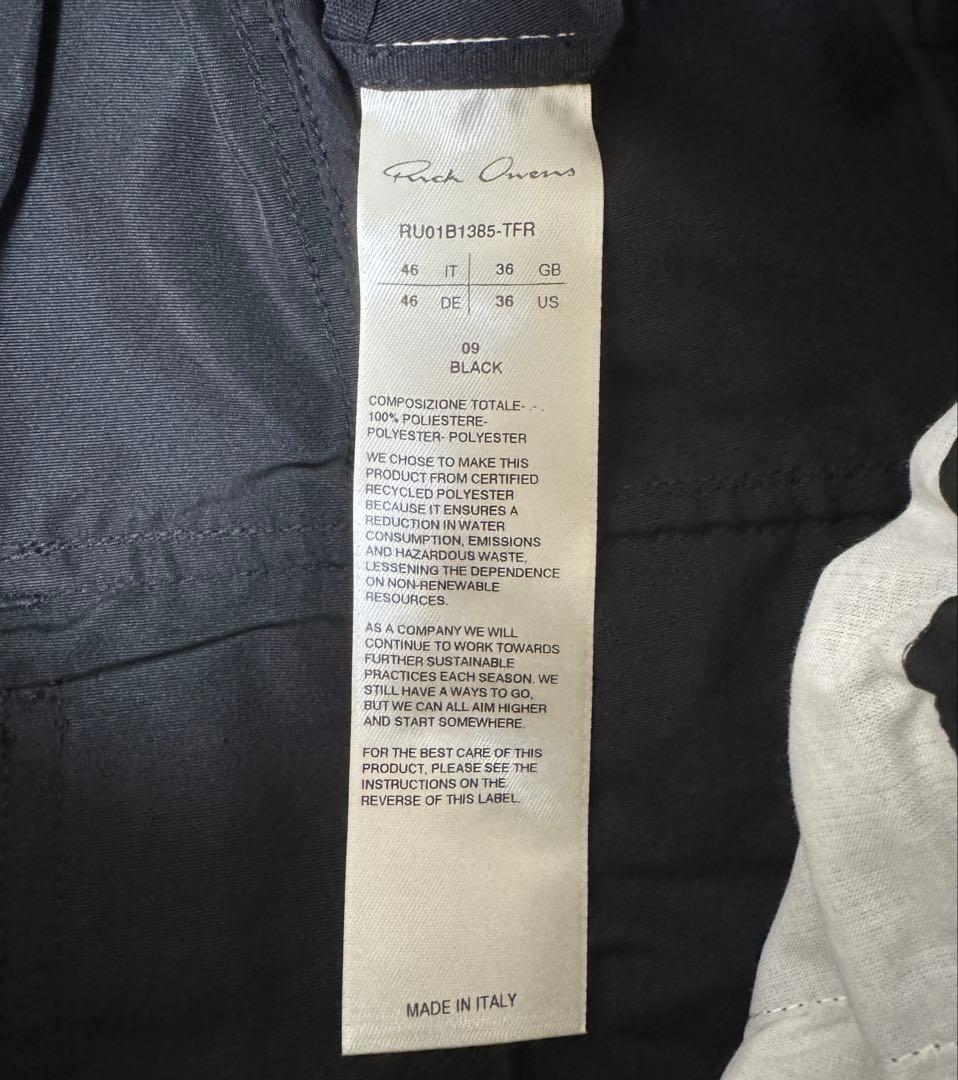 Rick Owens
RU01B1385-TFR
46 IT 36 GB
46 DE 36 US
09
BLACK
COMPOSIZIONE TOTALE- .- .
100% POLIESTERE-
POLYESTER- POLYESTER
WE CHOSE TO MAKE THIS
PRODUCT FROM CERTIFIED
RECYCLED POLYESTER
BECAUSE IT ENSURES A
REDUCTION IN WATER
CONSUMPTION, EMISSIONS
AND HAZARDOUS WASTE,
LESSENING THE DEPENDENCE
ON NON-RENEWABLE
RESOURCES.
AS A COMPANY WE WILL
CONTINUE TO WORK TOWARDS
FURTHER SUSTAINABLE
PRACTICES EACH SEASON. WE
STILL HAVE A WAYS TO GO,
BUT WE CAN ALL AIM HIGHER
AND START SOMEWHERE.
FOR THE BEST CARE OF THIS
PRODUCT, PLEASE SEE THE
INSTRUCTIONS ON THE
REVERSE OF THIS LABEL.
MADE IN ITALY